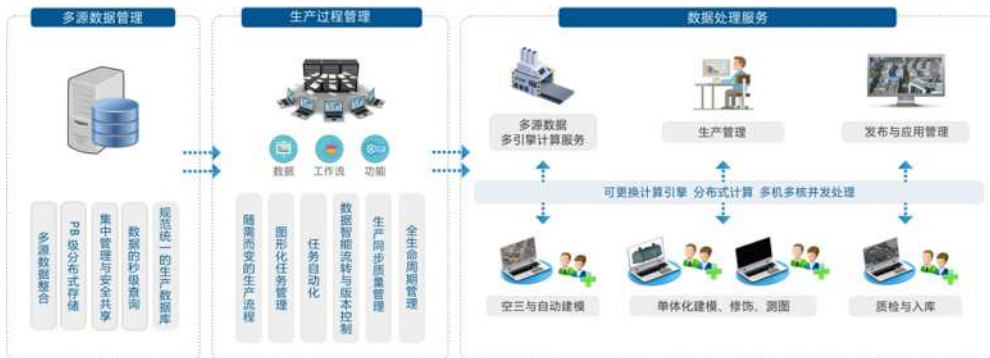 多源数据管理
多源数据整合
PB级分布式存储
集中管理与安全共享
数据的秒级查询
规范统一的生产数据库
生产过程管理
数据
工作流
功能
随需而变的生产流程
图形化任务管理
任务自动化
数据智能流转与版本控制
生产同步质量管理
全生命周期管理
数据处理服务
多源数据
多引擎计算服务
生产管理
发布与应用管理
可更换计算引擎 分布式计算 多机多核并发处理
空三与自动建模
单体化建模、修饰、测图
质检与入库